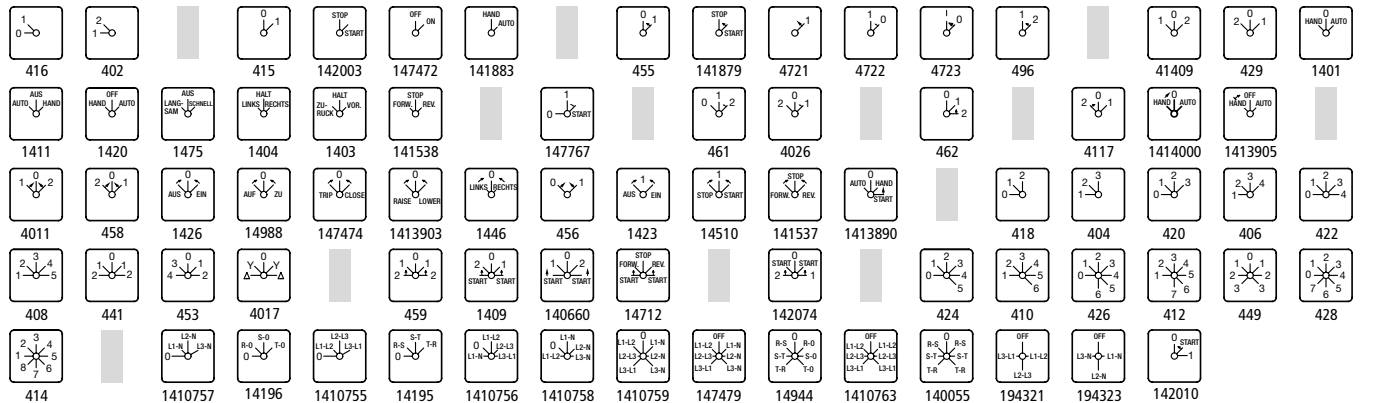 1 0 2 1 0 1 STOP START OFF ON HAND AUTO 0 1 STOP START 1 1 0 I 0 1 2 1 0 2 2 0 1 0 HAND AUTO
416 402 415 142003 147472 141883 455 141879 4721 4722 4723 496 41409 429 1401
AUS AUTO HAND OFF HAND AUTO AUS LANG- SCHNELL SAM HALT LINKS RECHTS HALT ZU- VOR. RUCK STOP FORW. REV. 1 0 START 1 0 2 0 2 1 0 1 2 0 2 1 0 HAND AUTO OFF HAND AUTO
1411 1420 1475 1404 1403 141538 147767 461 4026 462 4117 1414000 1413905
0 1 2 0 2 1 0 AUS EIN 0 AUF ZU 0 TRIP CLOSE 0 RAISE LOWER 0 LINKS RECHTS 0 1 1 AUS EIN 1 STOP START STOP FORW. REV. 0 AUTO HAND START 2 1 0 3 2 1 2 1 3 0 3 2 4 1 2 1 3 0 4
4011 458 1426 14988 147474 1413903 1446 456 1423 14510 141537 1413890 418 404 420 406 422
3 2 4 1 5 0 1 1 2 2 0 3 1 4 2 0 Y Y Δ Δ 0 1 1 2 2 0 2 1 START START 0 1 2 START START STOP FORW. REV. START START 0 START START 2 1 2 1 3 0 4 5 3 2 4 1 5 6 2 1 3 0 4 5 6 3 2 4 1 5 6 7 0 1 1 2 2 3 3 2 1 3 0 4 5 6 7
408 441 453 4017 459 1409 140660 14712 142074 424 410 426 412 449 428
3 2 4 1 5 8 6 7 L2-N L1-N L3-N 0 S-O R-O T-O 0 L2-L3 L1-L2 L3-L1 0 S-T R-S T-R 0 0 L1-L2 L2-L3 L1-N L3-L1 L1-N 0 L2-N L1-L2 L3-N 0 L1-L2 L1-N L2-L3 L2-N L3-L1 L3-N OFF L1-L2 L1-N L2-L3 L2-N L3-L1 L3-N 0 R-S R-O S-T S-O T-R T-O OFF L1-L2 L1-L2 L2-L3 L2-L3 L3-L1 L3-L1 OFF R-S R-S S-T S-T T-R T-R OFF L3-L1 L1-L2 L2-L3 OFF L3-N L1-N L2-N START 0 1
414 1410757 14196 1410755 14195 1410756 1410758 1410759 147479 14944 1410763 140055 194321 194323 142010